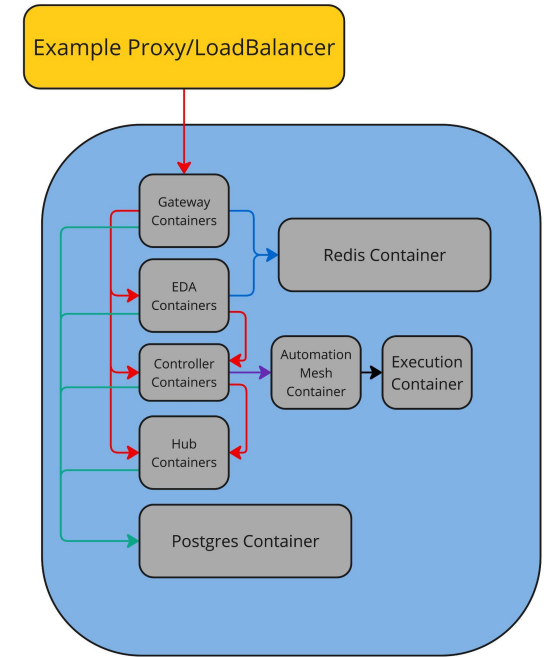 Example Proxy/LoadBalancer
Gateway
Containers
Redis Container
EDA
Containers
Controller
Containers
Automation
Mesh
Container
Execution
Container
Hub
Containers
Postgres Container